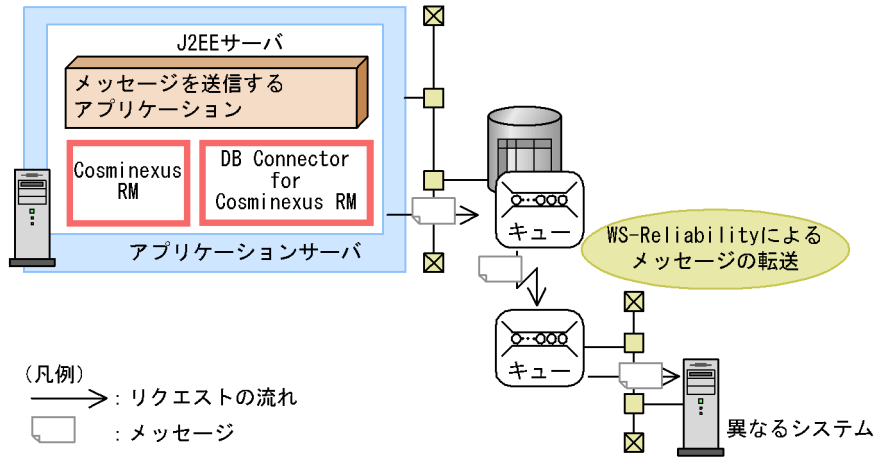 J2EEサーバ
メッセージを送信する
アプリケーション
Cosminexus
RM
DB Connector
for
Cosminexus RM
アプリケーションサーバ
キュー
WS-Reliabilityによる
メッセージの転送
キュー
異なるシステム
(凡例)
：リクエストの流れ
：メッセージ